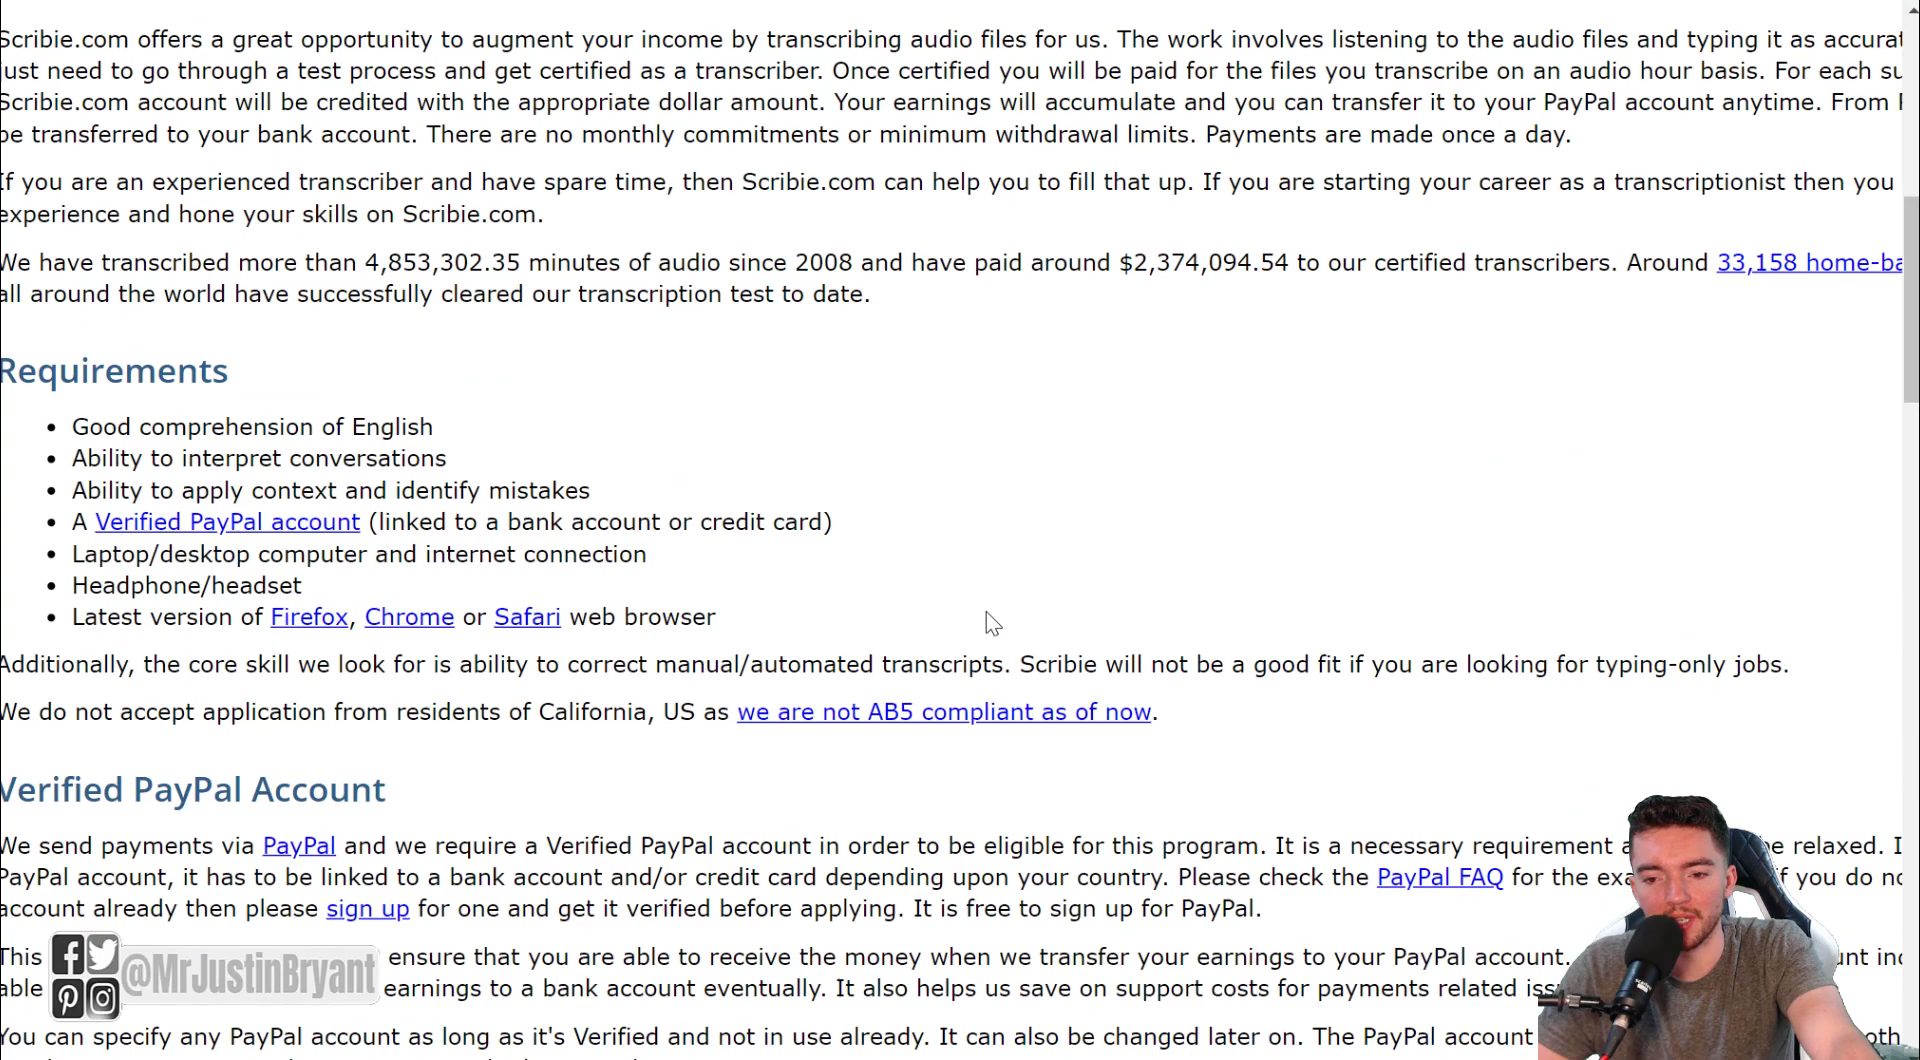 Scribie.com offers a great opportunity to augment your income by transcribing audio files for us. The work involves listening to the audio files and typing it as
just need to go through a test process and get certified as a transcriber. Once certified you will be paid for the files you transcribe on an audio hour basis. For each
Scribie.com account will be credited with the appropriate dollar amount. Your earnings will accumulate and you can transfer it to your PayPal account anytime. From
be transferred to your bank account. There are no monthly commitments or minimum withdrawal limits. Payments are made once a day.
If you are an experienced transcriber and have spare time, then Scribie.com can help you to fill that up. If you are starting your career as a transcriptionist then you
experience and hone your skills on Scribie.com.
We have transcribed more than 4,853,302.35 minutes of audio since 2008 and have paid around $2,374,094.54 to our certified transcribers. Around 33,158 home-ba
all around the world have successfully cleared our transcription test to date.
Requirements
• Good comprehension of English
• Ability to interpret conversations
• Ability to apply context and identify mistakes
• A Verified PayPal account (linked to a bank account or credit card)
• Laptop/desktop computer and internet connection
• Headphone/headset
• Latest version of Firefox, Chrome or Safari web browser
Additionally, the core skill we look for is ability to correct manual/automated transcripts. Scribie will not be a good fit if you are looking for typing-only jobs.
We do not accept application from residents of California, US as we are not AB5 compliant as of now.
Verified PayPal Account
We send payments via PayPal and we require a Verified PayPal account in order to be eligible for this program. It is a necessary requirement be relaxed.
PayPal account, it has to be linked to a bank account and/or credit card depending upon your country. Please check the PayPal FAQ for the if you do
account already then please sign up for one and get it verified before applying. It is free to sign up for PayPal.
This ensure that you are able to receive the money when we transfer your earnings to your PayPal account.
able earnings to a bank account eventually. It also helps us save on support costs for payments related
@MrJustinBryant
You can specify any PayPal account as long as it's Verified and not in use already. It can also be changed later on. The PayPal account